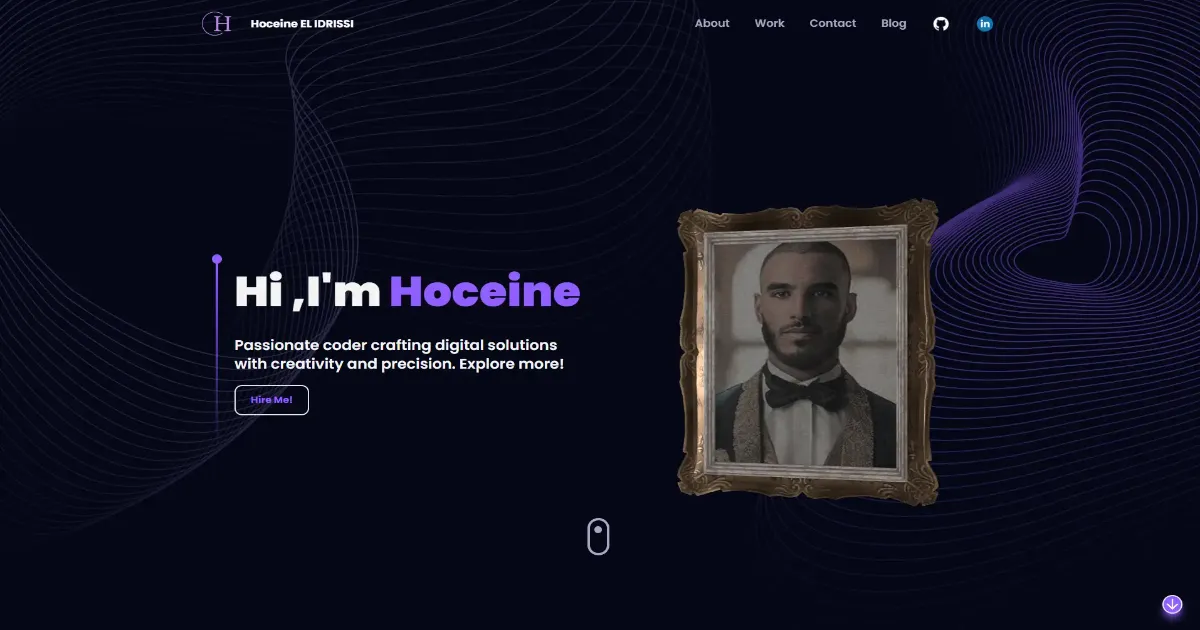 H
Hoceine EL IDRISSI
About
Work
Contact
Blog
in
Hi ,I'm Hoceine
Passionate coder crafting digital solutions
with creativity and precision. Explore more!
Hire Me!